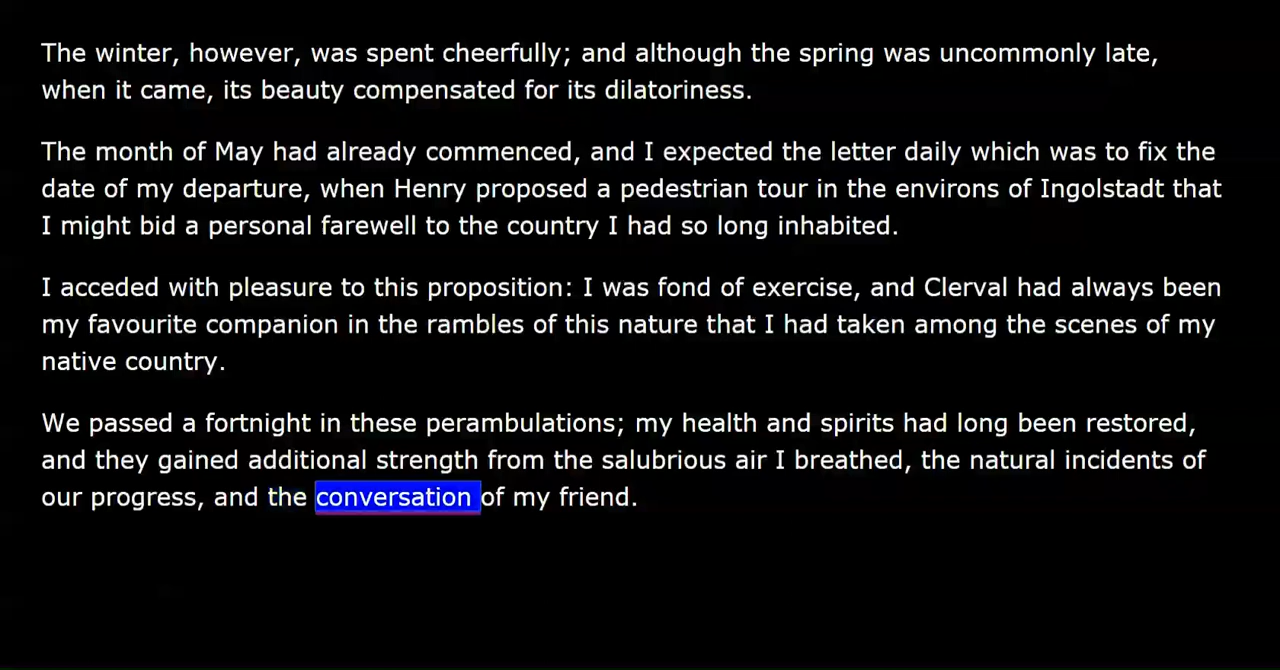 The winter, however, was spent cheerfully; and although the spring was uncommonly late,
when it came, its beauty compensated for its dilatoriness.
The month of May had already commenced, and I expected the letter daily which was to fix the
date of my departure, when Henry proposed a pedestrian tour in the environs of Ingolstadt that
I might bid a personal farewell to the country I had so long inhabited.
I acceded with pleasure to this proposition: I was fond of exercise, and Clerval had always been
my favourite companion in the rambles of this nature that I had taken among the scenes of my
native country.
We passed a fortnight in these perambulations; my health and spirits had long been restored,
and they gained additional strength from the salubrious air I breathed, the natural incidents of
our progress, and the conversation of my friend.